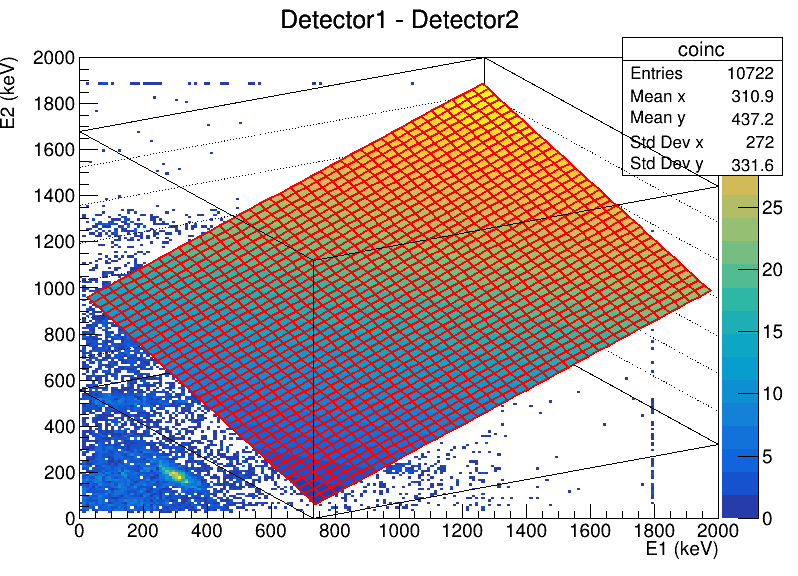 Detector1 - Detector2
E2 (keV)
2000
1800
1600
1400
1200
1000
800
600
400
200
0
0 200 400 600 800 1000 1200 1400 1600 1800 2000
E1 (keV)
coinc
Entries 10722
Mean x 310.9
Mean y 437.2
Std Dev x 272
Std Dev y 331.6
25
20
15
10
5
0